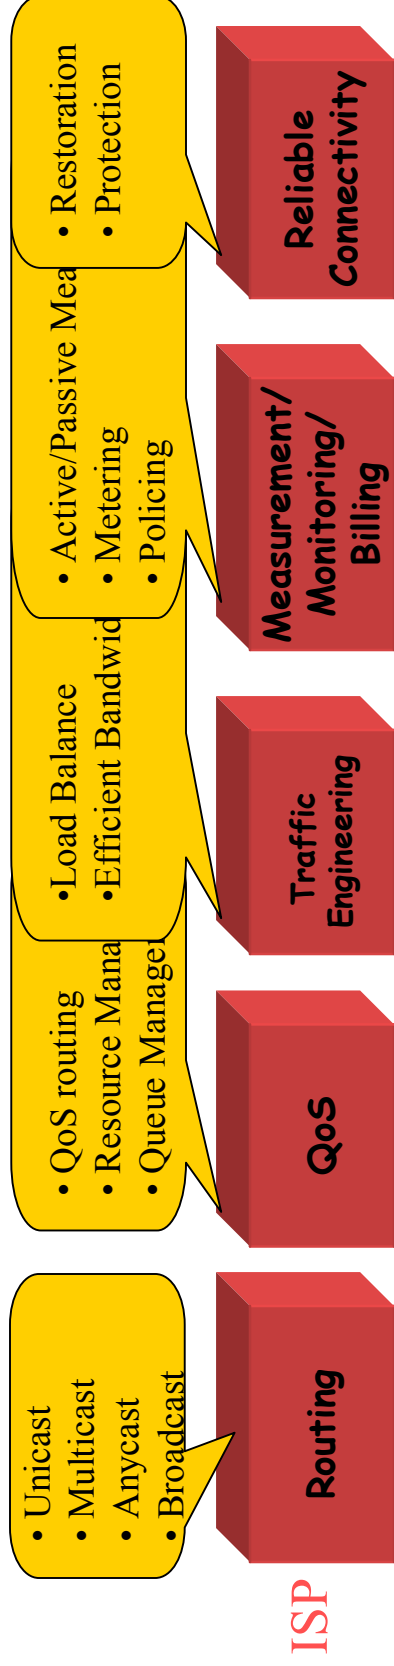 • Unicast
• Multicast
• Anycast
• Broadcast
• QoS routing
• Resource Mana
• Queue Manage
•Load Balance
•Efficient Bandwid
• Active/Passive Mea
• Metering
• Policing
• Restoration
• Protection
ISP
Routing
QoS
Traffic
Engineering
Measurement/
Monitoring/
Billing
Reliable
Connectivity